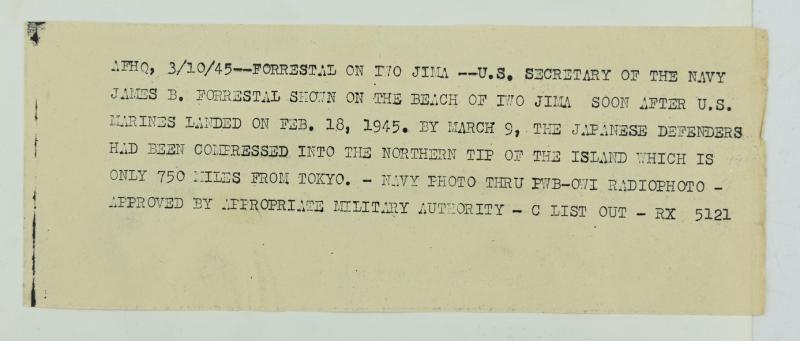 AFHQ, 3/10/45--FORRESTAL ON IWO JIMA --U.S. SECRETARY OF THE NAVY
JAMES B. FORRESTAL SHOWN ON THE BEACH OF IWO JIMA SOON AFTER U.S.
MARINES LANDED ON FEB. 18, 1945. BY MARCH 9, THE JAPANESE DEFENDERS
HAD BEEN COMPRESSED INTO THE NORTHERN TIP OF THE ISLAND WHICH IS
ONLY 750 MILES FROM TOKYO. - NAVY PHOTO THRU PWB-OWI RADIOPHOTO -
APPROVED BY APPROPRIATE MILITARY AUTHORITY - C LIST OUT - RX 5121